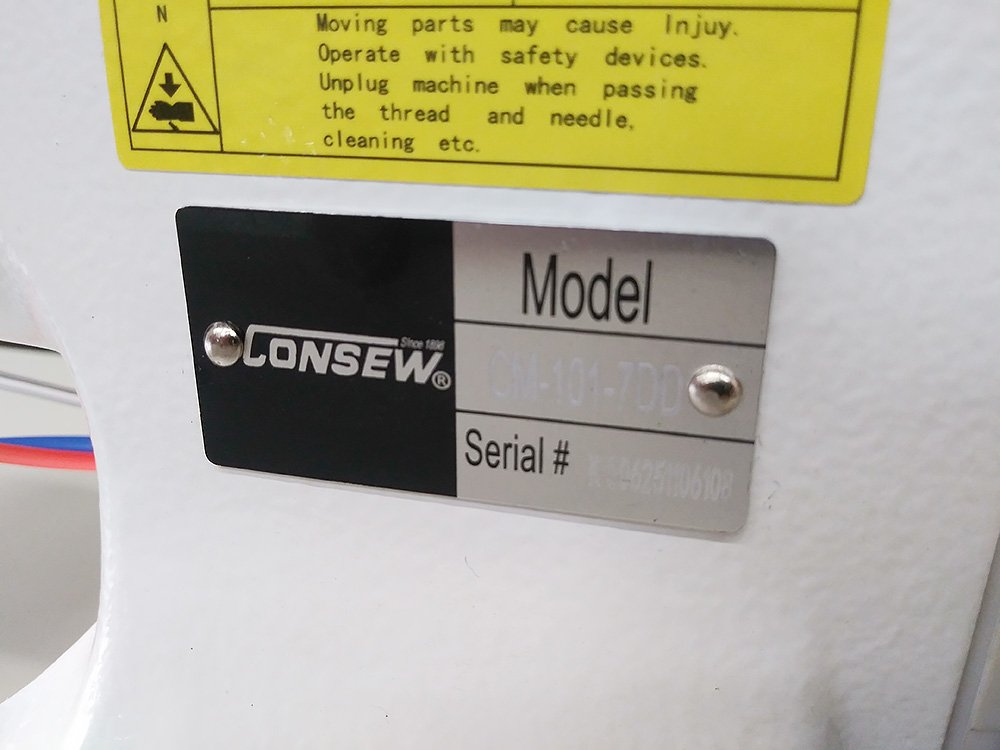 N
Moving parts may cause Injuy.
Operate with safety devices.
Unplug machine when passing
the thread and needle,
cleaning etc.
Model
Since 1898
CONSEW®
CM-101-7DD
Serial #